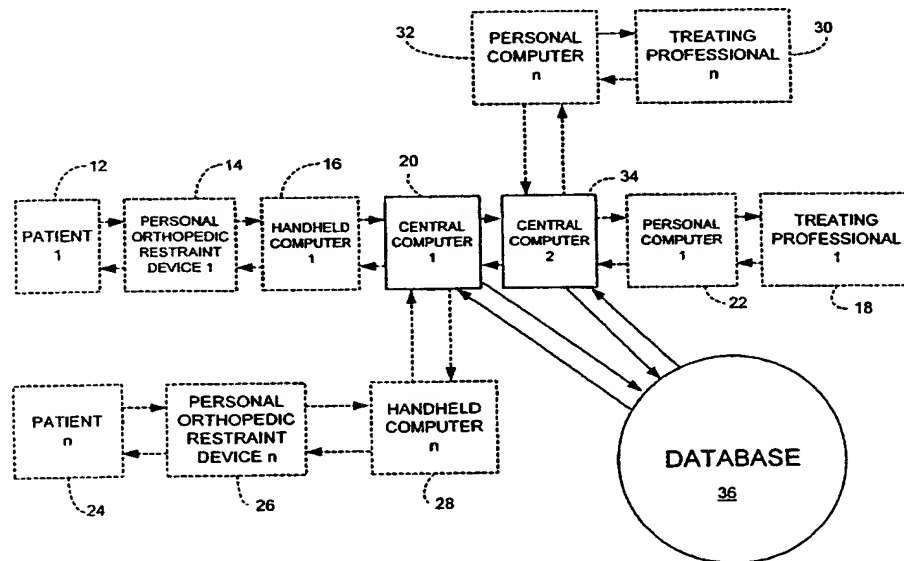 32
PERSONAL
COMPUTER
n
TREATING
PROFESSIONAL
n
30
12
14
16
20
34
PATIENT
1
PERSONAL
ORTHOPEDIC
RESTRAINT
DEVICE 1
HANDHELD
COMPUTER
1
CENTRAL
COMPUTER
1
CENTRAL
COMPUTER
2
PERSONAL
COMPUTER
1
TREATING
PROFESSIONAL
1
22
18
PATIENT
n
PERSONAL
ORTHOPEDIC
RESTRAINT
DEVICE n
HANDHELD
COMPUTER
n
24
26
28
DATABASE
36